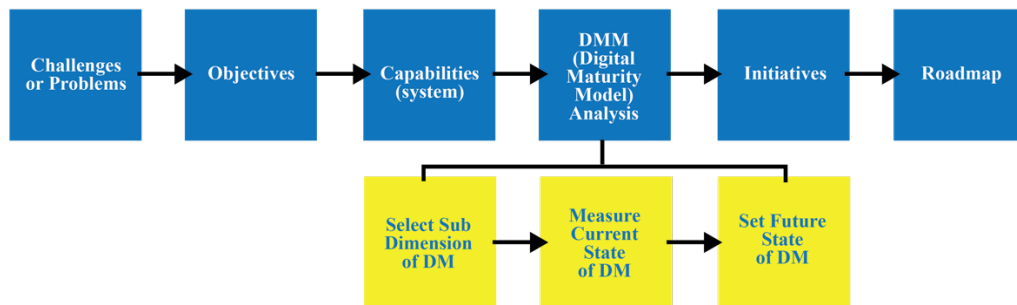 Challenges
or Problems
Objectives
Capabilities
(system)
DMM
(Digital
Maturity
Model)
Analysis
Initiatives
Roadmap
Select Sub
Dimension
of DM
Measure
Current
State
of DM
Set Future
State
of DM